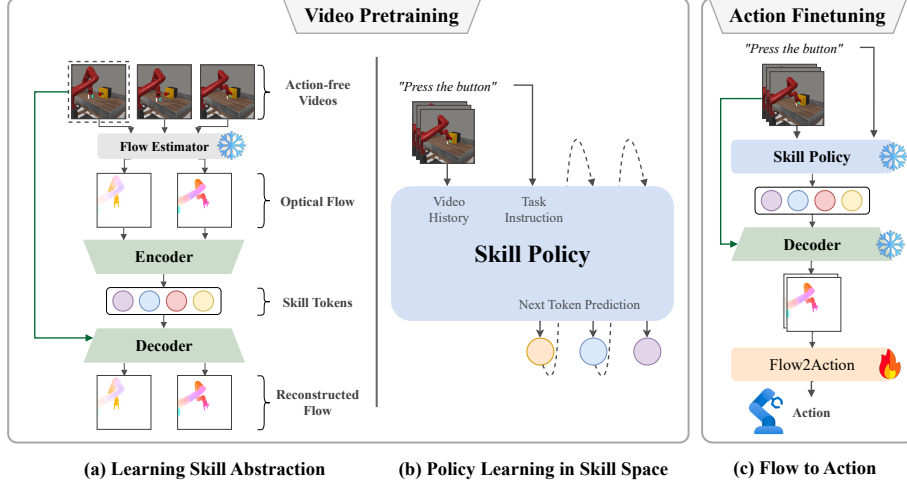 Video Pretraining
Action Finetuning
Action-free
Videos
Flow Estimator
Optical Flow
Encoder
Skill Tokens
Decoder
Reconstructed
Flow
(a) Learning Skill Abstraction
"Press the button"
Video
History
Task
Instruction
Skill Policy
Next Token Prediction
(b) Policy Learning in Skill Space
"Press the button"
Skill Policy
Decoder
Flow2Action
Action
(c) Flow to Action